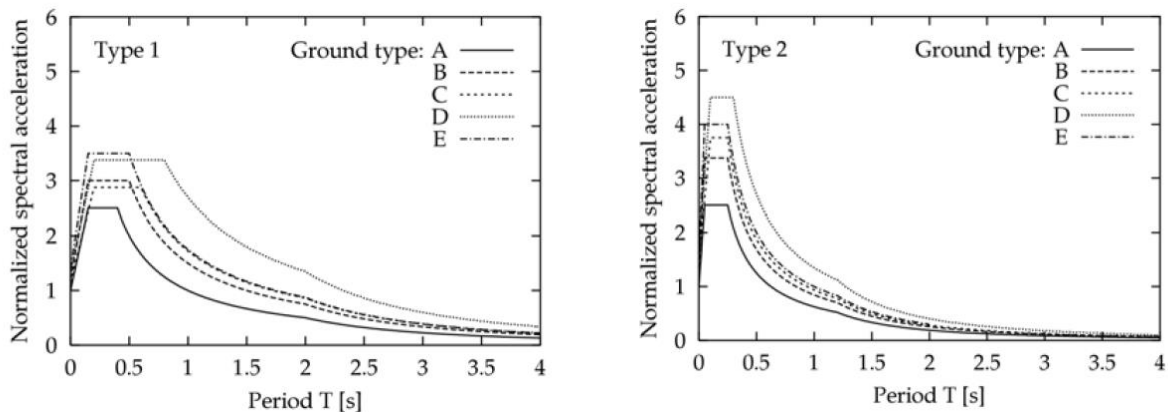 Normalized spectral acceleration
6
5
4
3
2
1
0
Type 1
Ground type: A
B
C
D
E
0 0.5 1 1.5 2 2.5 3 3.5 4
Period T [s]
Normalized spectral acceleration
6
5
4
3
2
1
0
Type 2
Ground type: A
B
C
D
E
0 0.5 1 1.5 2 2.5 3 3.5 4
Period T [s]